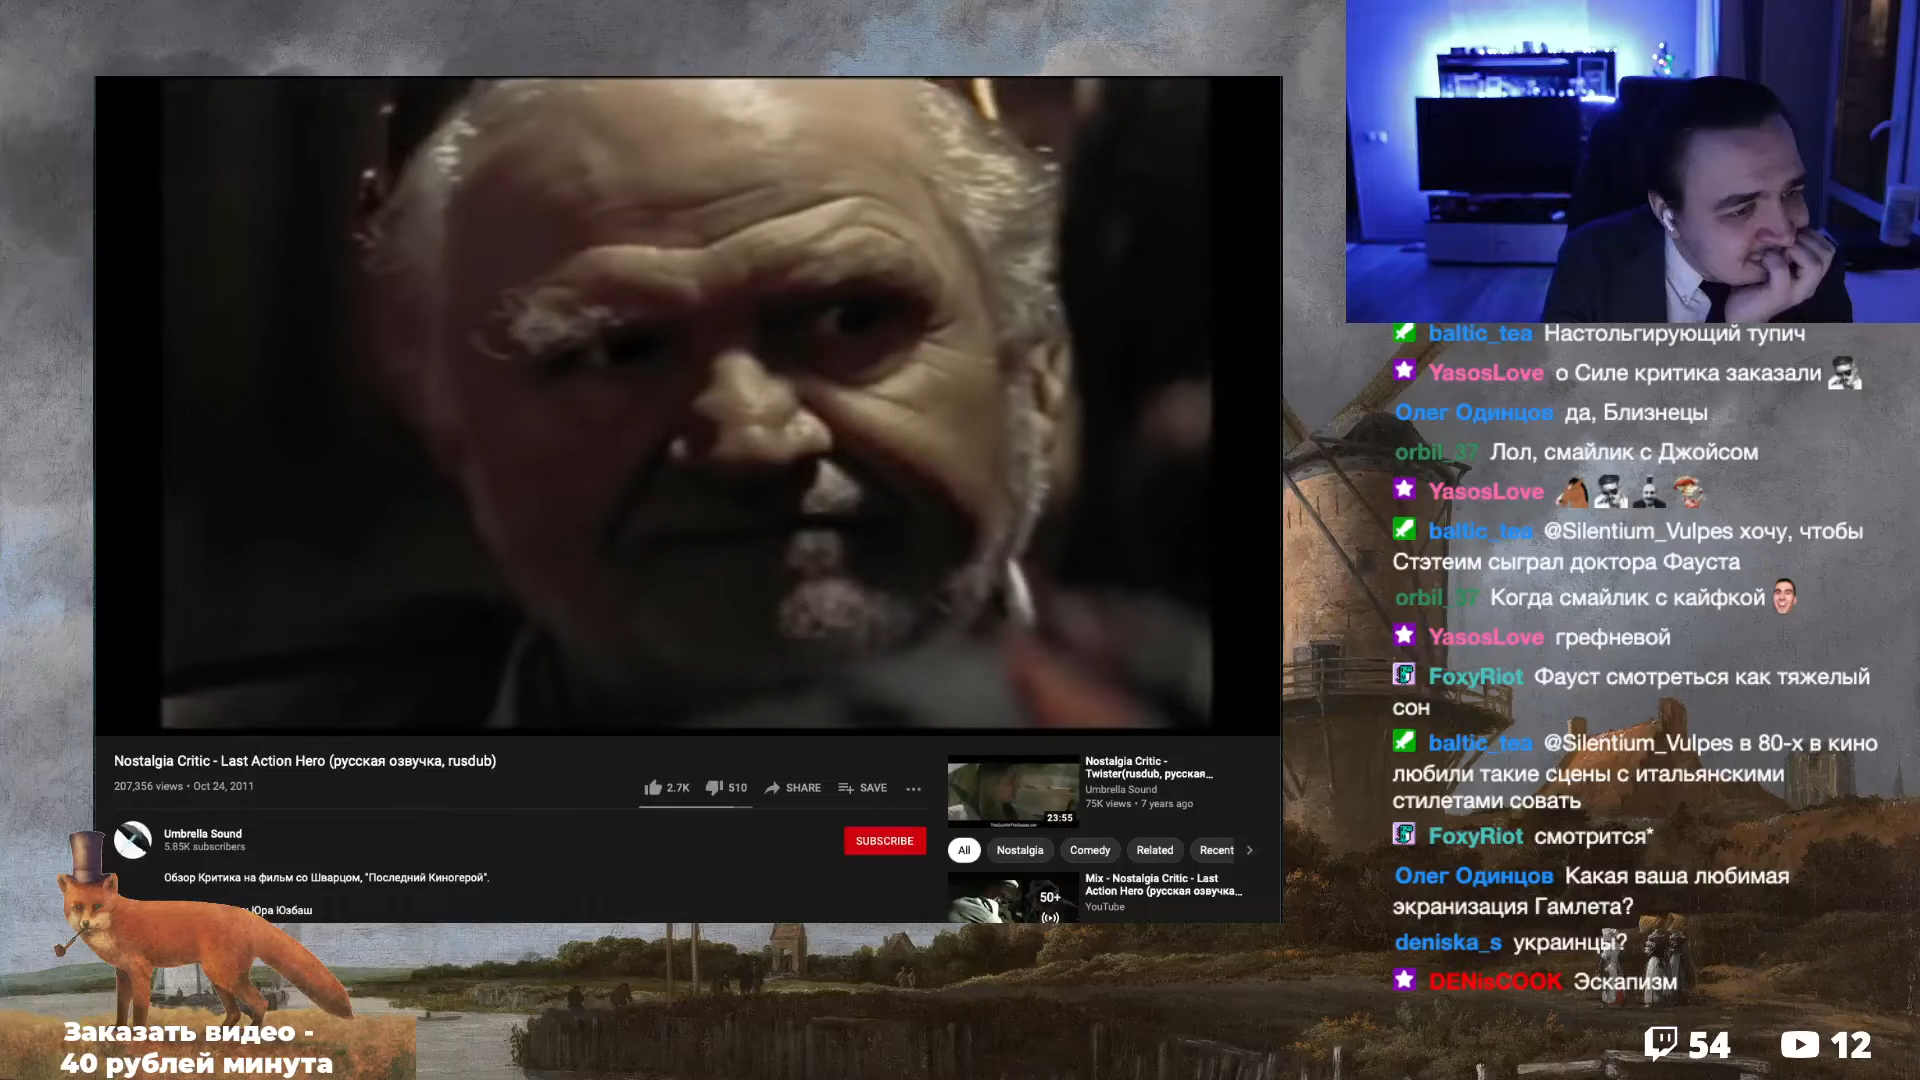 Nostalgia Critic - Last Action Hero (русская озвучка, rusdub)
207,356 views • Oct 24, 2011
2.7K
510
SHARE
SAVE
Umbrella Sound
5.85K subscribers
SUBSCRIBE
Обзор Критика на фильм со Шварцом, "Последний Киногерой".
Юра Юзбаш
Nostalgia Critic -
Twister(rusdub, русская...
Umbrella Sound
75K views • 7 years ago
23:55
All
Nostalgia
Comedy
Related
Recent
Mix - Nostalgia Critic - Last
Action Hero (русская озвучка...
YouTube
50+
Заказать видео -
40 рублей минута
baltic_tea Настольгирующий тупич
YasosLove о Силе критика заказали
Олег Одинцов да, Близнецы
orbil_37 Лол, смайлик с Джойсом
YasosLove
baltic_tea @Silentium_Vulpes хочу, чтобы
Стэтеим сыграл доктора Фауста
orbil_37 Когда смайлик с кайфкой
YasosLove грефневой
FoxyRiot Фауст смотреться как тяжелый
сон
baltic_tea @Silentium_Vulpes в 80-х в кино
любили такие сцены с итальянскими
стилетами совать
FoxyRiot смотрится*
Олег Одинцов Какая ваша любимая
экранизация Гамлета?
deniska_s украинцы?
DENisCOOK Эскапизм
54
12